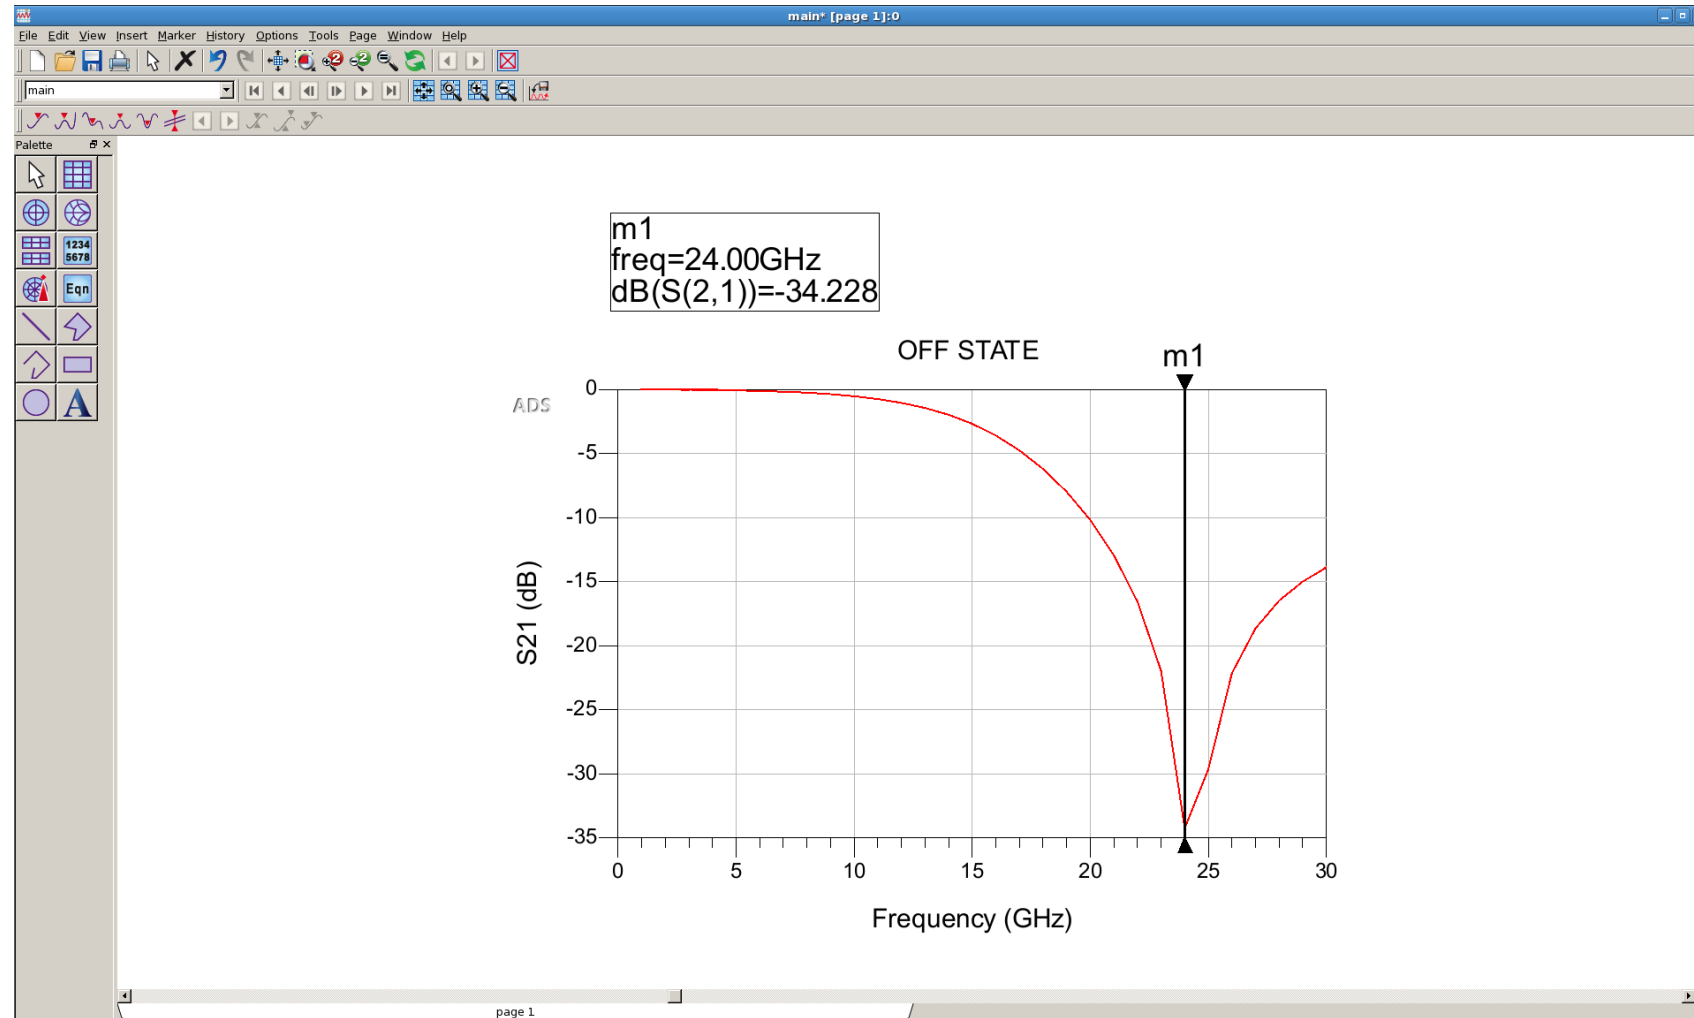 main* [page 1]:0
File Edit View Insert Marker History Options Tools Page Window Help
main
Palette
1234
5678
Eqn
A
m1
freq=24.00GHz
dB(S(2,1))=-34.228
OFF STATE
m1
ADS
0
-5
-10
-15
-20
-25
-30
-35
S21 (dB)
0 5 10 15 20 25 30
Frequency (GHz)
page 1